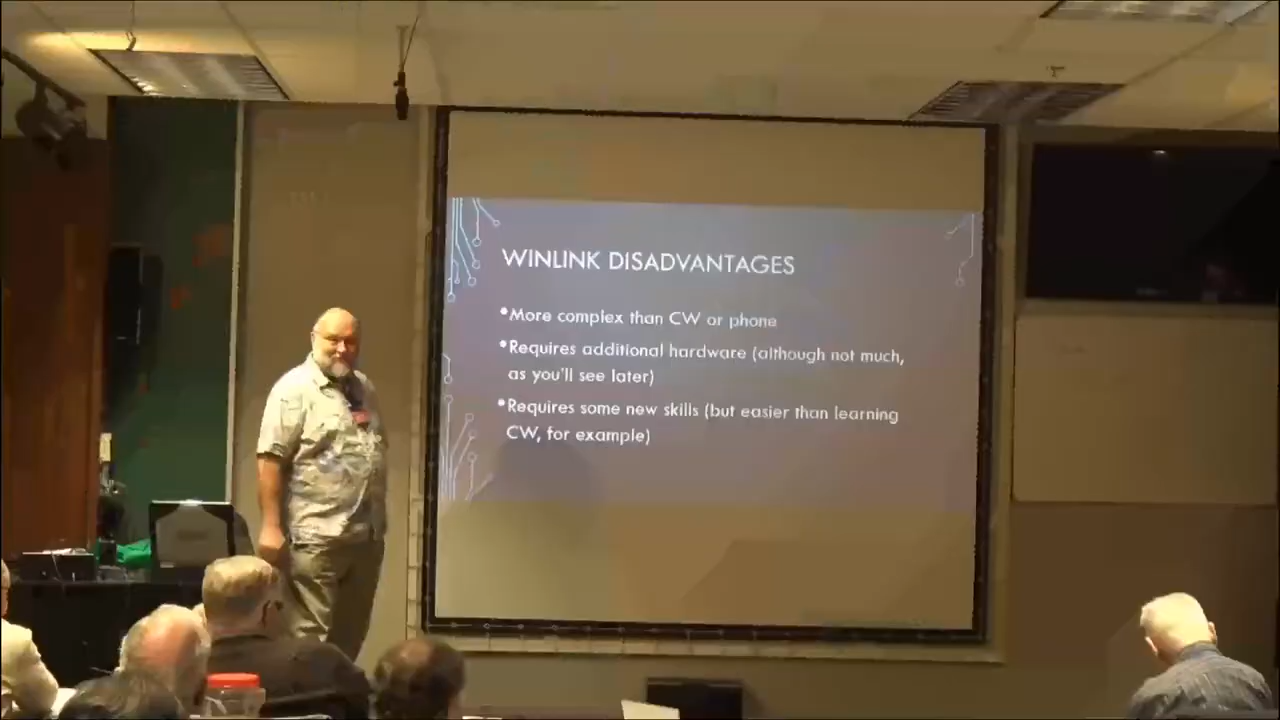 WINLINK DISADVANTAGES
•More complex than CW or phone
•Requires additional hardware (although not much,
as you'll see later)
•Requires some new skills (but easier than learning
CW, for example)